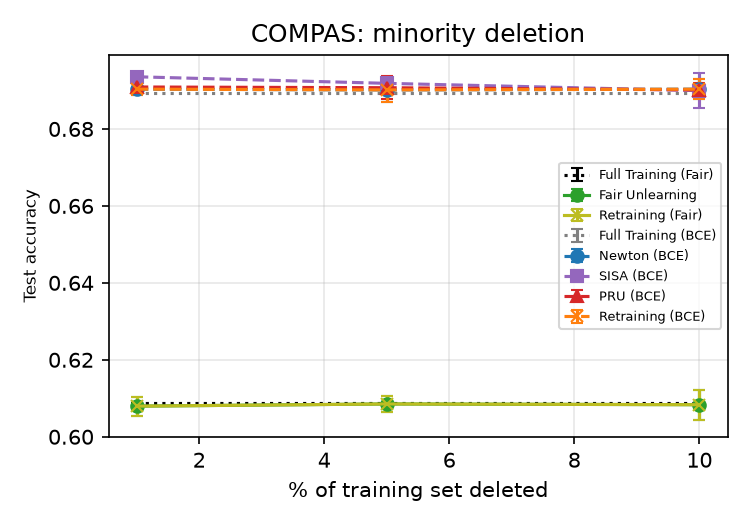 COMPAS: minority deletion
Test accuracy
0.68
0.66
0.64
0.62
0.60
Full Training (Fair)
Fair Unlearning
Retraining (Fair)
Full Training (BCE)
Newton (BCE)
SISA (BCE)
PRU (BCE)
Retraining (BCE)
2
4
6
8
10
% of training set deleted